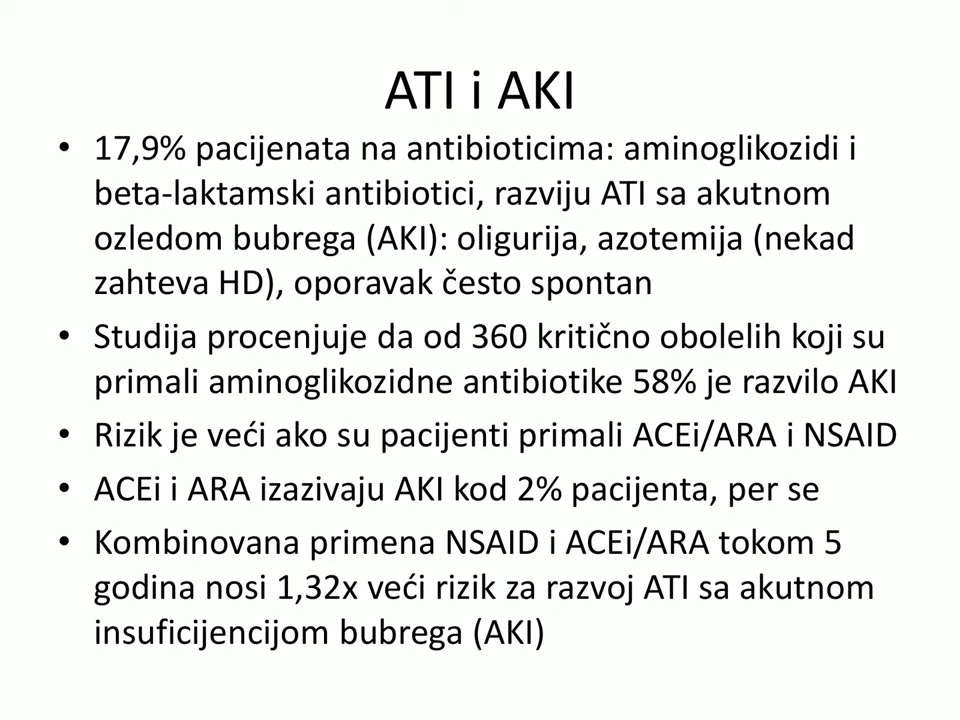 ATI i AKI
• 17,9% pacijenata na antibioticima: aminoglikozidi i
beta-laktamski antibiotici, razviju ATI sa akutnom
ozledom bubrega (AKI): oligurija, azotemija (nekad
zahteva HD), oporavak često spontan
• Studija procenjuje da od 360 kritično obolelih koji su
primali aminoglikozidne antibiotike 58% je razvilo AKI
• Rizik je veći ako su pacijenti primali ACEi/ARA i NSAID
• ACEi i ARA izazivaju AKI kod 2% pacijenta, per se
• Kombinovana primena NSAID i ACEi/ARA tokom 5
godina nosi 1,32x veći rizik za razvoj ATI sa akutnom
insuficijencijom bubrega (AKI)